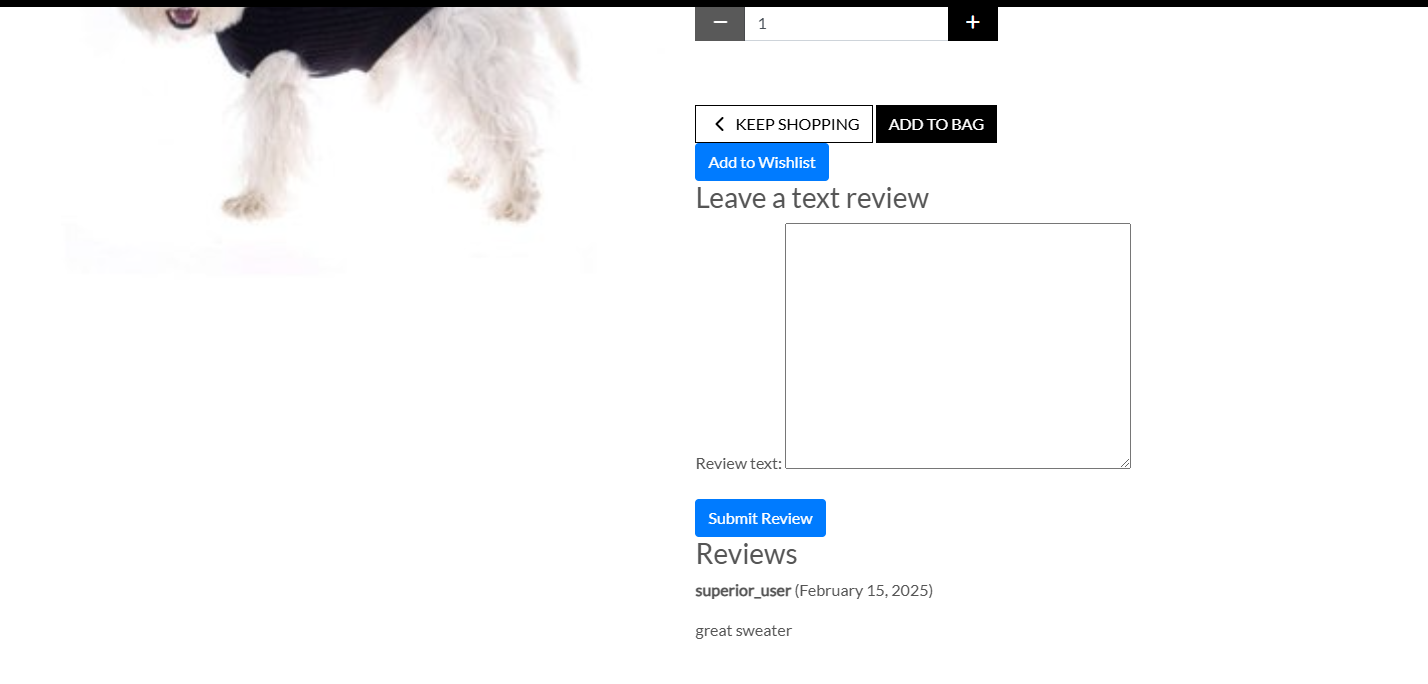 1
KEEP SHOPPING ADD TO BAG
Add to Wishlist
Leave a text review
Review text:
Submit Review
Reviews
superior_user (February 15, 2025)
great sweater